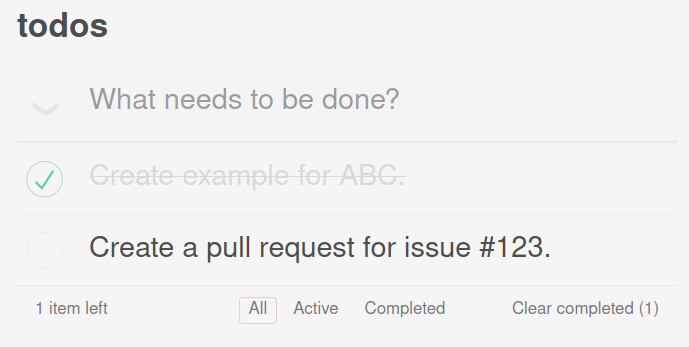 todos
What needs to be done?
Create example for ABC.
Create a pull request for issue #123.
1 item left All Active Completed Clear completed (1)